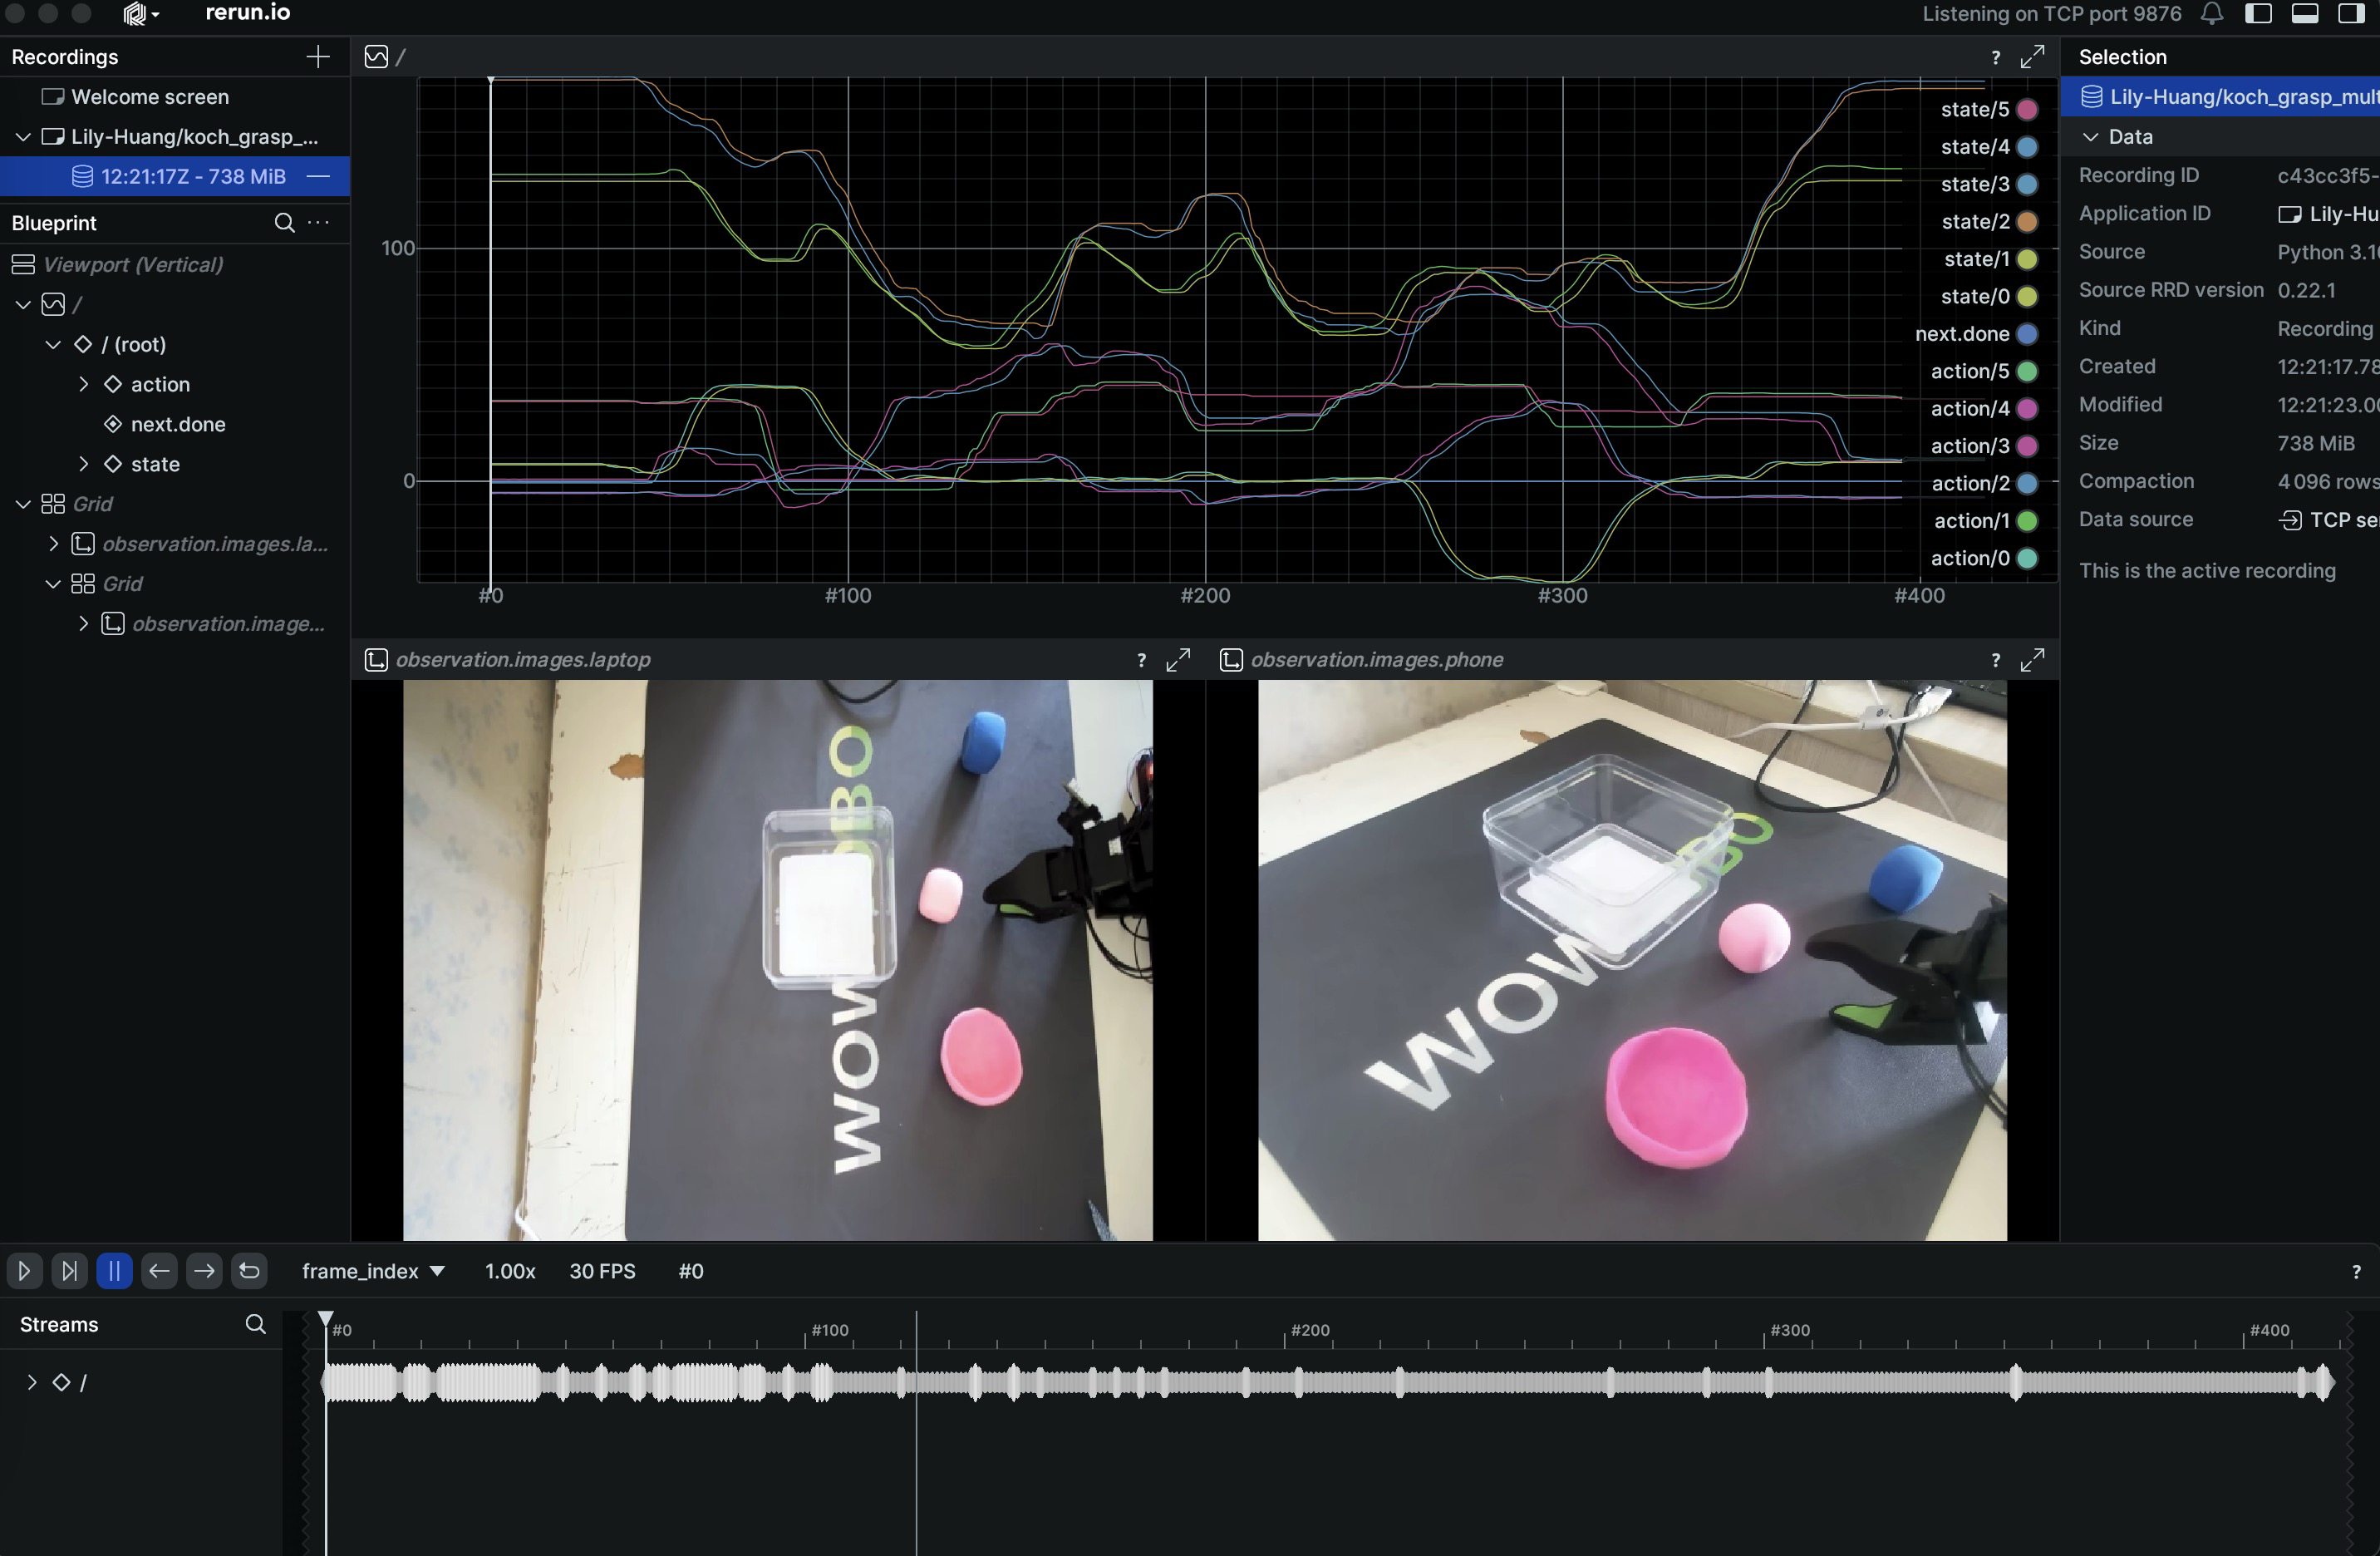 rerun.io
Listening on TCP port 9876
Recordings
Welcome screen
Lily-Huang/koch_grasp_...
12:21:17Z - 738 MiB
Blueprint
Viewport (Vertical)
/
/ (root)
action
next.done
state
Grid
observation.images.la...
Grid
observation.image...
/
?
100
0
#0
#100
#200
#300
#400
state/5
state/4
state/3
state/2
state/1
state/0
next.done
action/5
action/4
action/3
action/2
action/1
action/0
observation.images.laptop
?
WOW
OBO
observation.images.phone
?
WOW
BO
Selection
Lily-Huang/koch_grasp_mult
Data
Recording ID c43cc3f5-
Application ID Lily-Hu
Source Python 3.1
Source RRD version 0.22.1
Kind Recording
Created 12:21:17.78
Modified 12:21:23.0
Size 738 MiB
Compaction 4 096 rows
Data source TCP se
This is the active recording
frame_index 1.00x 30 FPS #0
?
Streams
#0
#100
#200
#300
#400
/